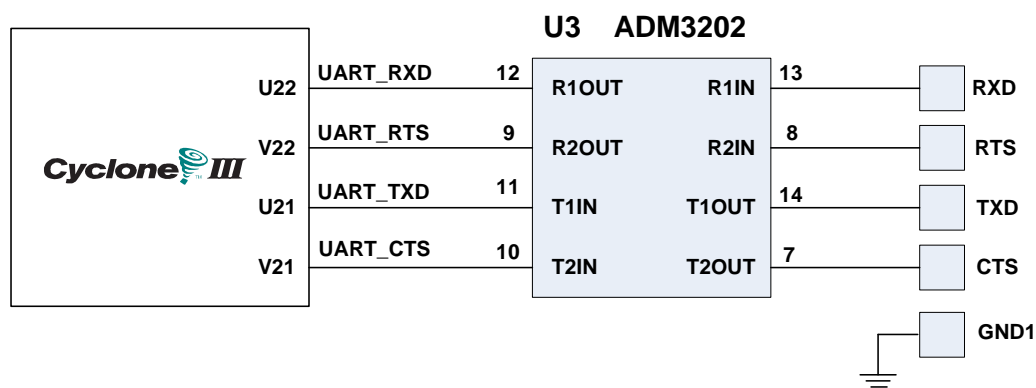 U3 ADM3202
U22 UART_RXD 12 R1OUT R1IN 13 RXD
V22 UART_RTS 9 R2OUT R2IN 8 RTS
Cyclone III
TM
U21 UART_TXD 11 T1IN T1OUT 14 TXD
V21 UART_CTS 10 T2IN T2OUT 7 CTS
GND1